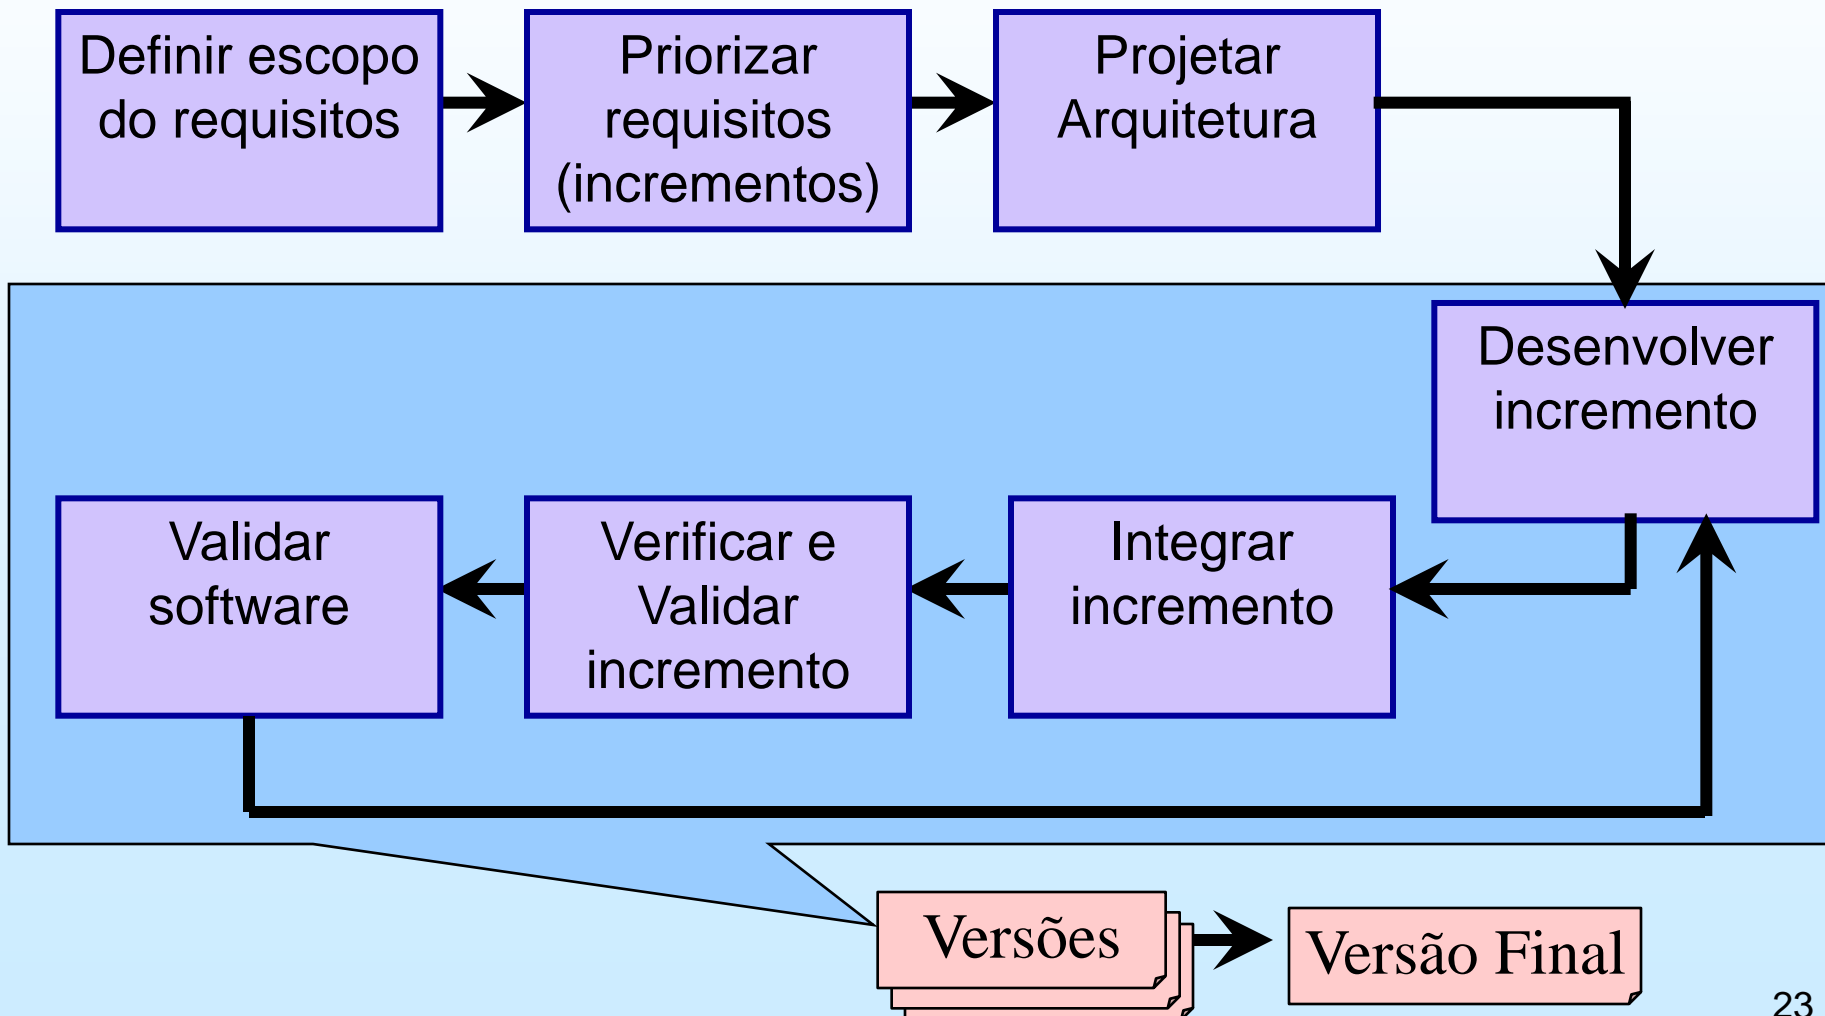 Definir escopo
do requisitos
Priorizar
requisitos
(incrementos)
Projetar
Arquitetura
Desenvolver
incremento
Validar
software
Verificar e
Validar
incremento
Integrar
incremento
Versões
Versão Final
23